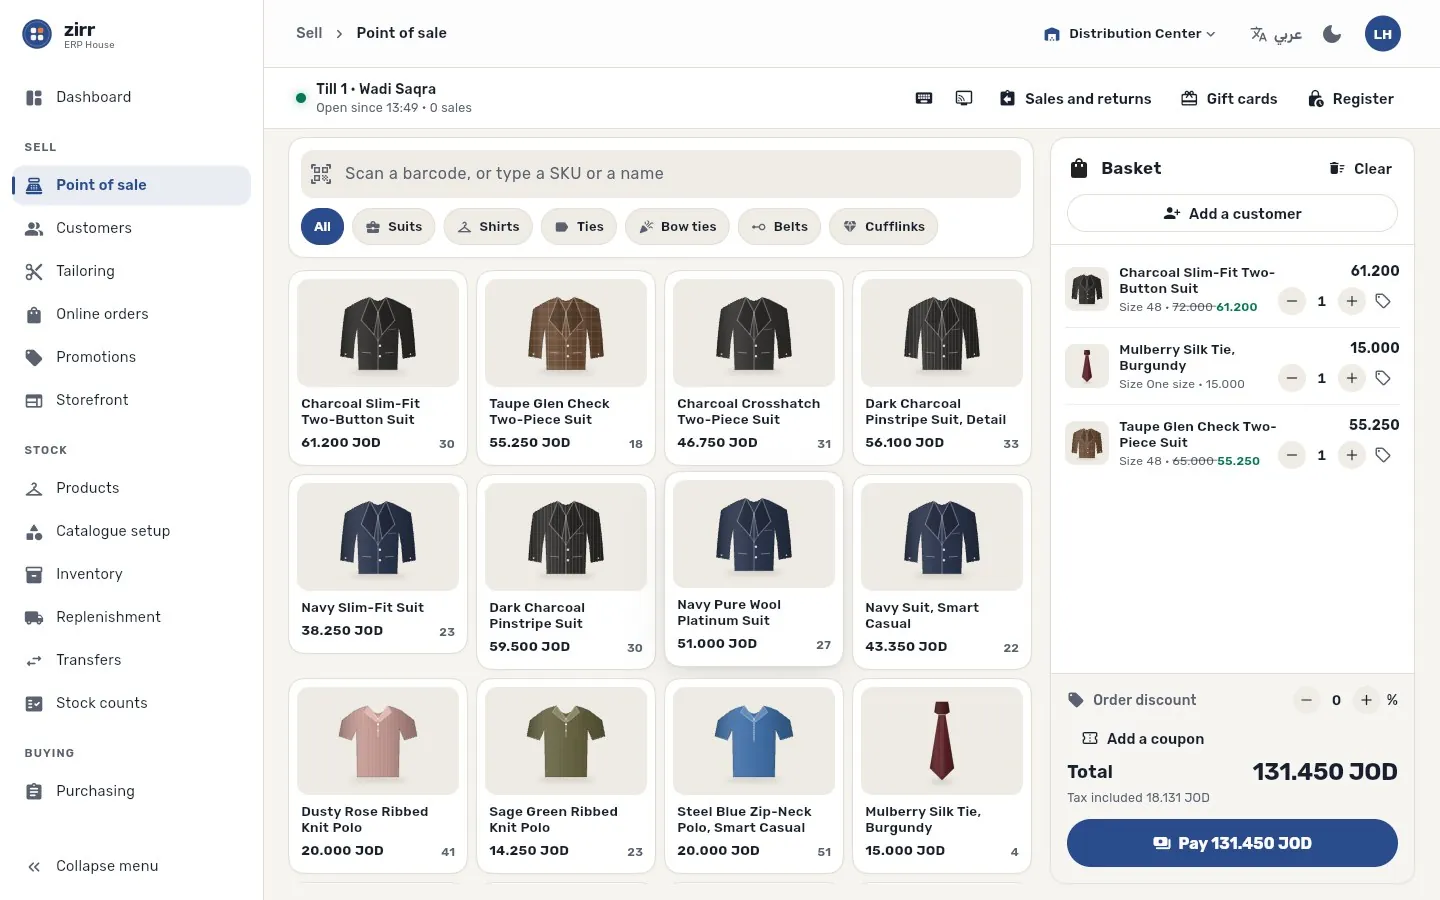 zirr
ERP House
Dashboard
SELL
Point of sale
Customers
Tailoring
Online orders
Promotions
Storefront
STOCK
Products
Catalogue setup
Inventory
Replenishment
Transfers
Stock counts
BUYING
Purchasing
Collapse menu
Sell › Point of sale
Distribution Center
عربي
LH
Till 1 • Wadi Saqra
Open since 13:49 • 0 sales
Sales and returns
Gift cards
Register
Scan a barcode, or type a SKU or a name
All
Suits
Shirts
Ties
Bow ties
Belts
Cufflinks
Charcoal Slim-Fit
Two-Button Suit
61.200 JOD 30
Taupe Glen Check
Two-Piece Suit
55.250 JOD 18
Charcoal Crosshatch
Two-Piece Suit
46.750 JOD 31
Dark Charcoal
Pinstripe Suit, Detail
56.100 JOD 33
Navy Slim-Fit Suit
38.250 JOD 23
Dark Charcoal
Pinstripe Suit
59.500 JOD 30
Navy Pure Wool
Platinum Suit
51.000 JOD 27
Navy Suit, Smart
Casual
43.350 JOD 22
Dusty Rose Ribbed
Knit Polo
20.000 JOD 41
Sage Green Ribbed
Knit Polo
14.250 JOD 23
Steel Blue Zip-Neck
Polo, Smart Casual
20.000 JOD 51
Mulberry Silk Tie,
Burgundy
15.000 JOD 4
Basket
Clear
Add a customer
Charcoal Slim-Fit Two-
Button Suit
61.200
Size 48 • 72.000 61.200
− 1 +
Mulberry Silk Tie,
Burgundy
15.000
Size One size • 15.000
− 1 +
Taupe Glen Check Two-
Piece Suit
55.250
Size 48 • 65.000 55.250
− 1 +
Order discount
− 0 + %
Add a coupon
Total 131.450 JOD
Tax included 18.131 JOD
Pay 131.450 JOD